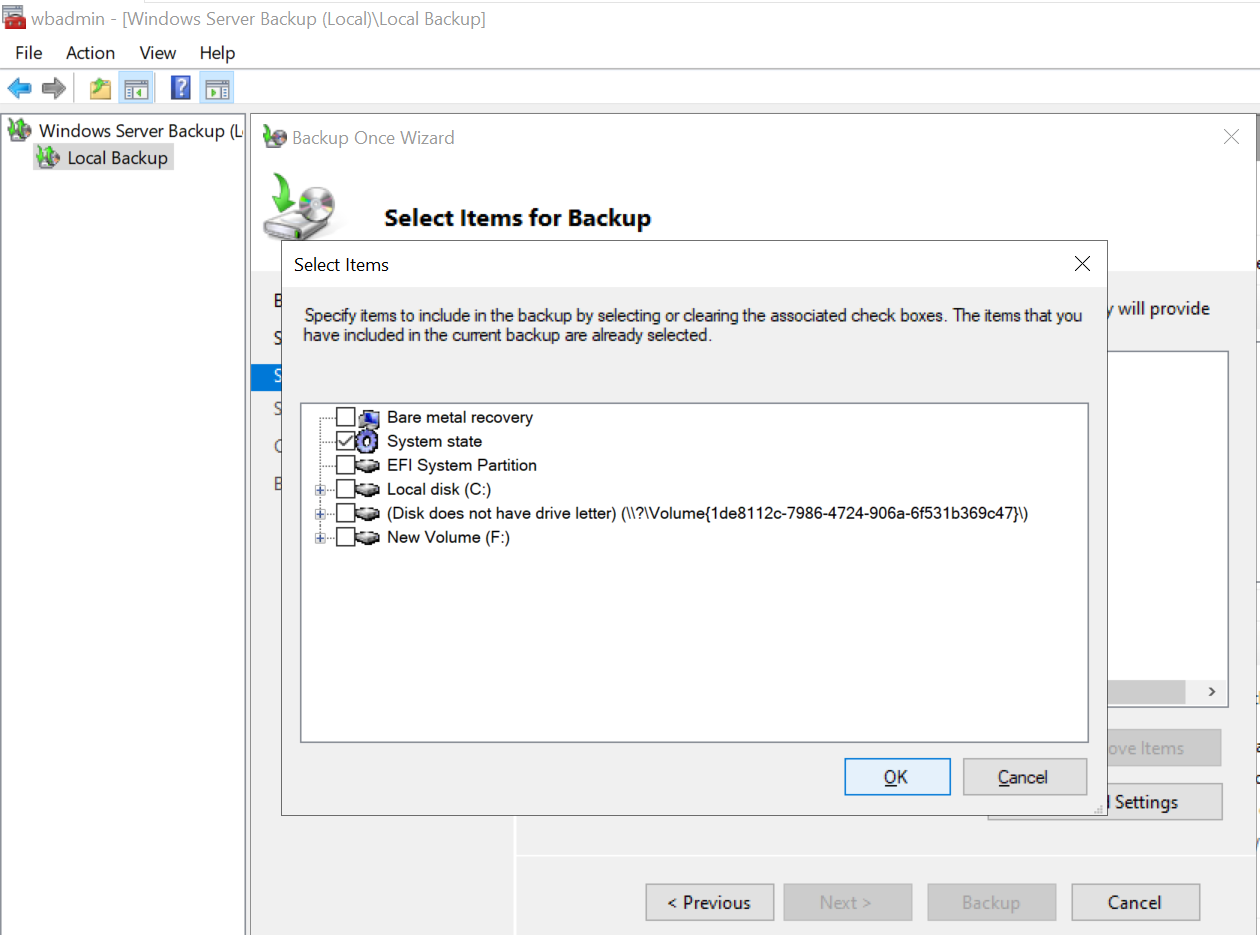 wbadmin - [Windows Server Backup (Local)\Local Backup]
File Action View Help
Windows Server Backup (L
Local Backup
Backup Once Wizard
Select Items for Backup
Select Items
Specify items to include in the backup by selecting or clearing the associated check boxes. The items that you
have included in the current backup are already selected.
y will provide
Bare metal recovery
System state
EFI System Partition
Local disk (C:)
(Disk does not have drive letter) (\\?\Volume{1de8112c-7986-4724-906a-6f531b369c47}\)
New Volume (F:)
OK Cancel
ove Items
Settings
< Previous Next > Backup Cancel